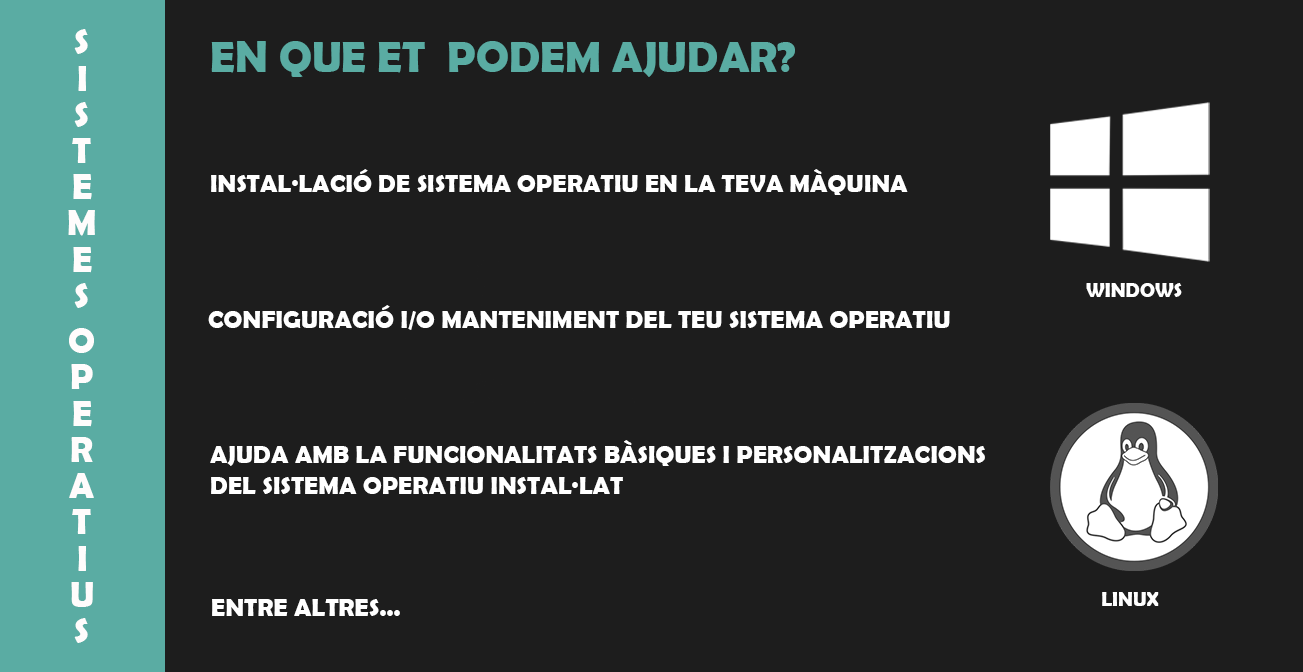 SISTEMES OPERATIUS
EN QUE ET PODEM AJUDAR?
INSTAL·LACIÓ DE SISTEMA OPERATIU EN LA TEVA MÀQUINA
WINDOWS
CONFIGURACIÓ I/O MANTENIMENT DEL TEU SISTEMA OPERATIU
AJUDA AMB LA FUNCIONALITATS BÀSIQUES I PERSONALITZACIONS
DEL SISTEMA OPERATIU INSTAL·LAT
ENTRE ALTRES...
LINUX